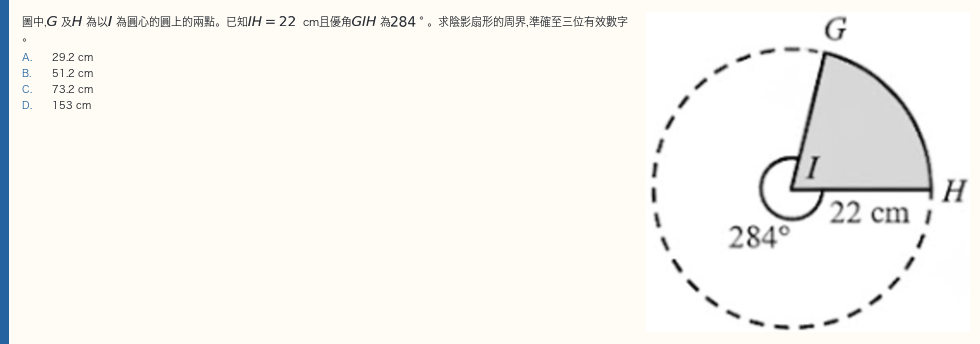 圖中,G 及H 為以I 為圓心的圓上的兩點。已知IH = 22 cm且優角GIH 為284 °。求陰影扇形的周界,準確至三位有效數字
。
A. 29.2 cm
B. 51.2 cm
C. 73.2 cm
D. 153 cm
G
I
H
22 cm
284°